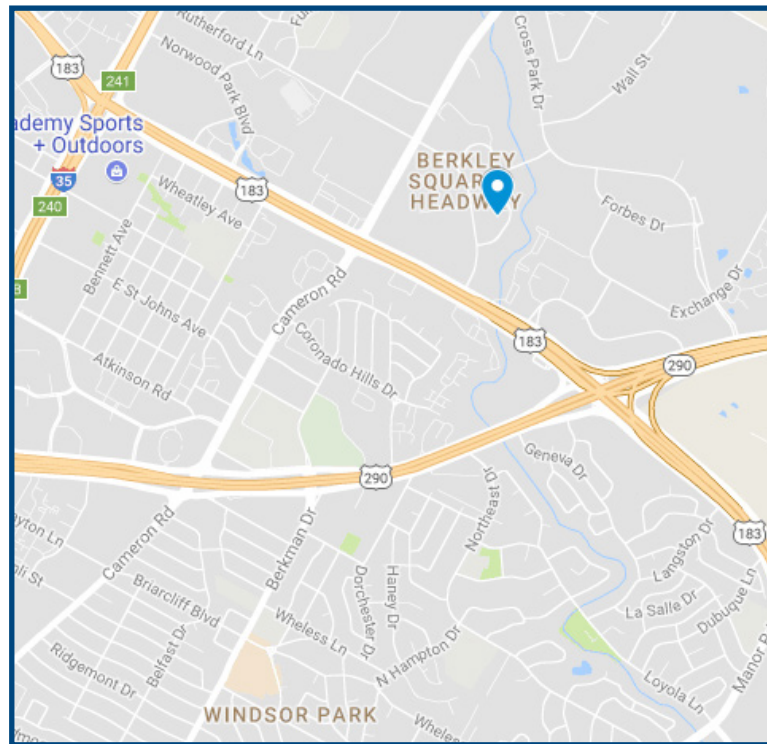 183
241
Rutherford Ln
Norwood Park Blvd
Cross Park Dr
Wall St
ademy Sports
+ Outdoors
35
240
Wheatley Ave
183
BERKLEY
SQUAR
HEADWAY
Forbes Dr
Bennett Ave
E St Johns Ave
Cameron Rd
Exchange Dr
Coronado Hills Dr
183
290
Atkinson Rd
290
Geneva Dr
Northeast Dr
183
Cameron Rd
Berkman Dr
Langston Dr
Briarcliff Blvd
Dorchester Dr
Haney Dr
La Salle Dr
Dubuque Ln
Wheless Ln
Belfast Dr
Ridgemont Dr
N Hampton Dr
Loyola Ln
Manor
WINDSOR PARK
Wheles